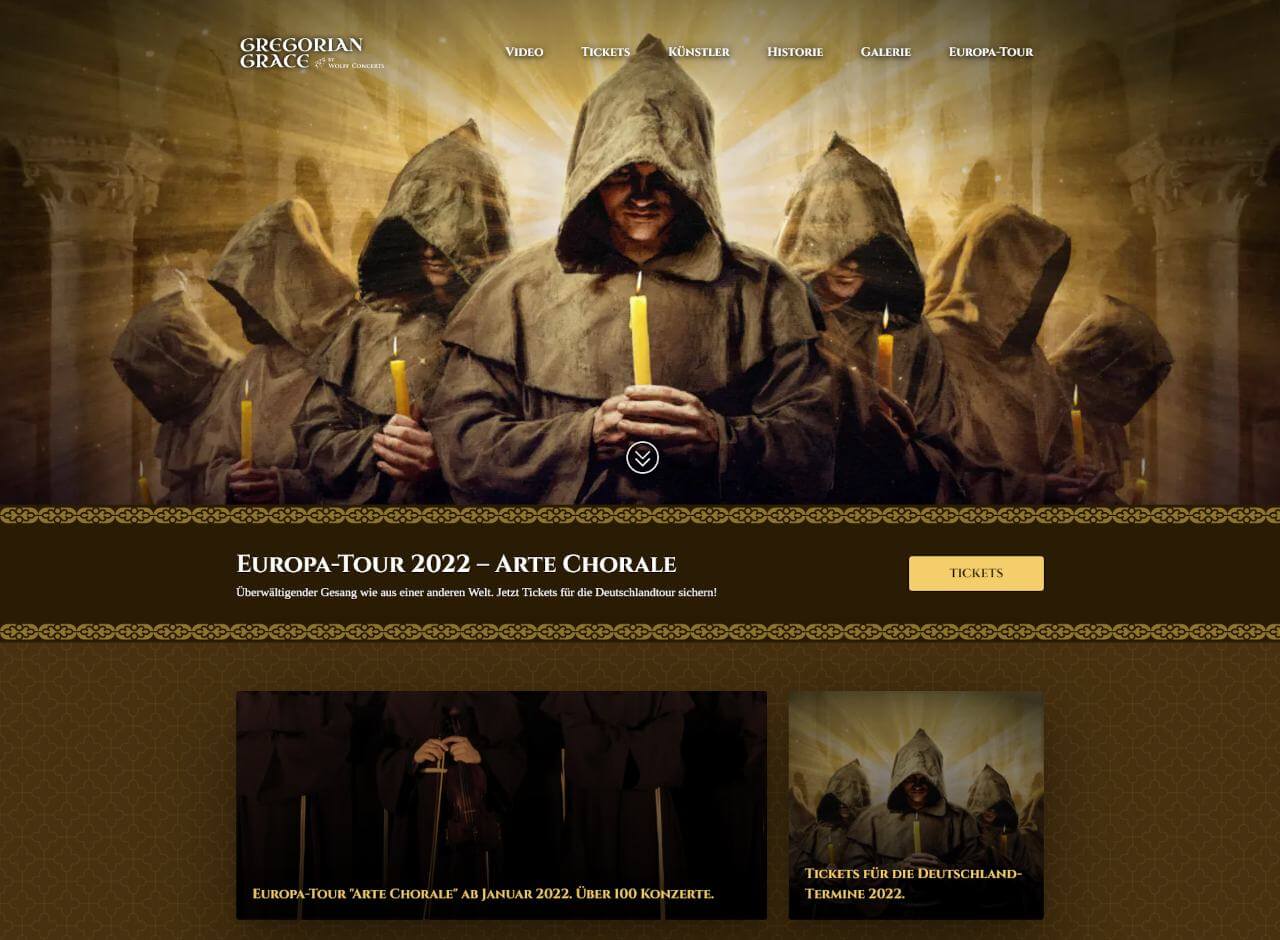 GREGORIAN
GRACE BY
WOLFF CONCERTS
VIDEO TICKETS KÜNSTLER HISTORIE GALERIE EUROPA-TOUR
EUROPA-TOUR 2022 – ARTE CHORALE
TICKETS
Überwältigender Gesang wie aus einer anderen Welt. Jetzt Tickets für die Deutschlandtour sichern!
EUROPA-TOUR "ARTE CHORALE" AB JANUAR 2022. ÜBER 100 KONZERTE.
TICKETS FÜR DIE DEUTSCHLAND-
TERMINE 2022.